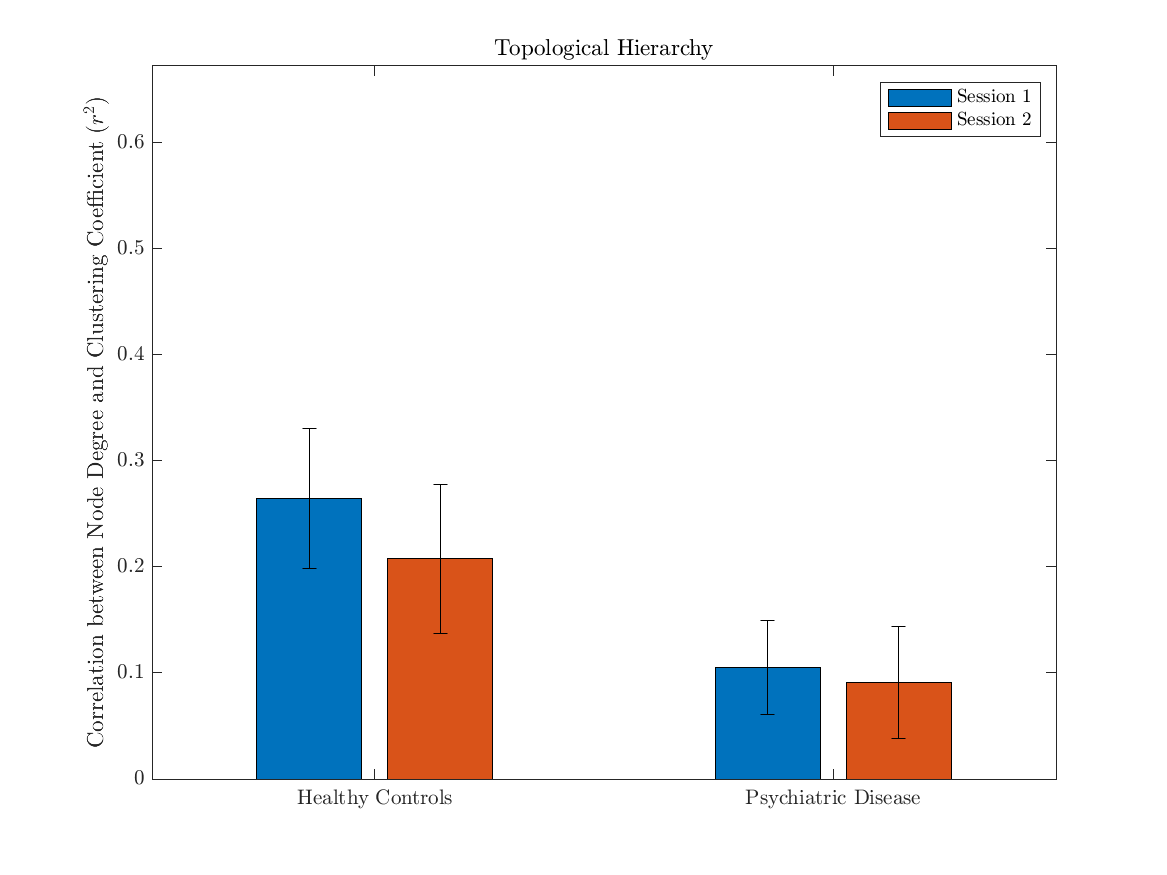 Topological Hierarchy
Session 1
Session 2
Correlation between Node Degree and Clustering Coefficient (r²)
0.6
0.5
0.4
0.3
0.2
0.1
0
Healthy Controls
Psychiatric Disease